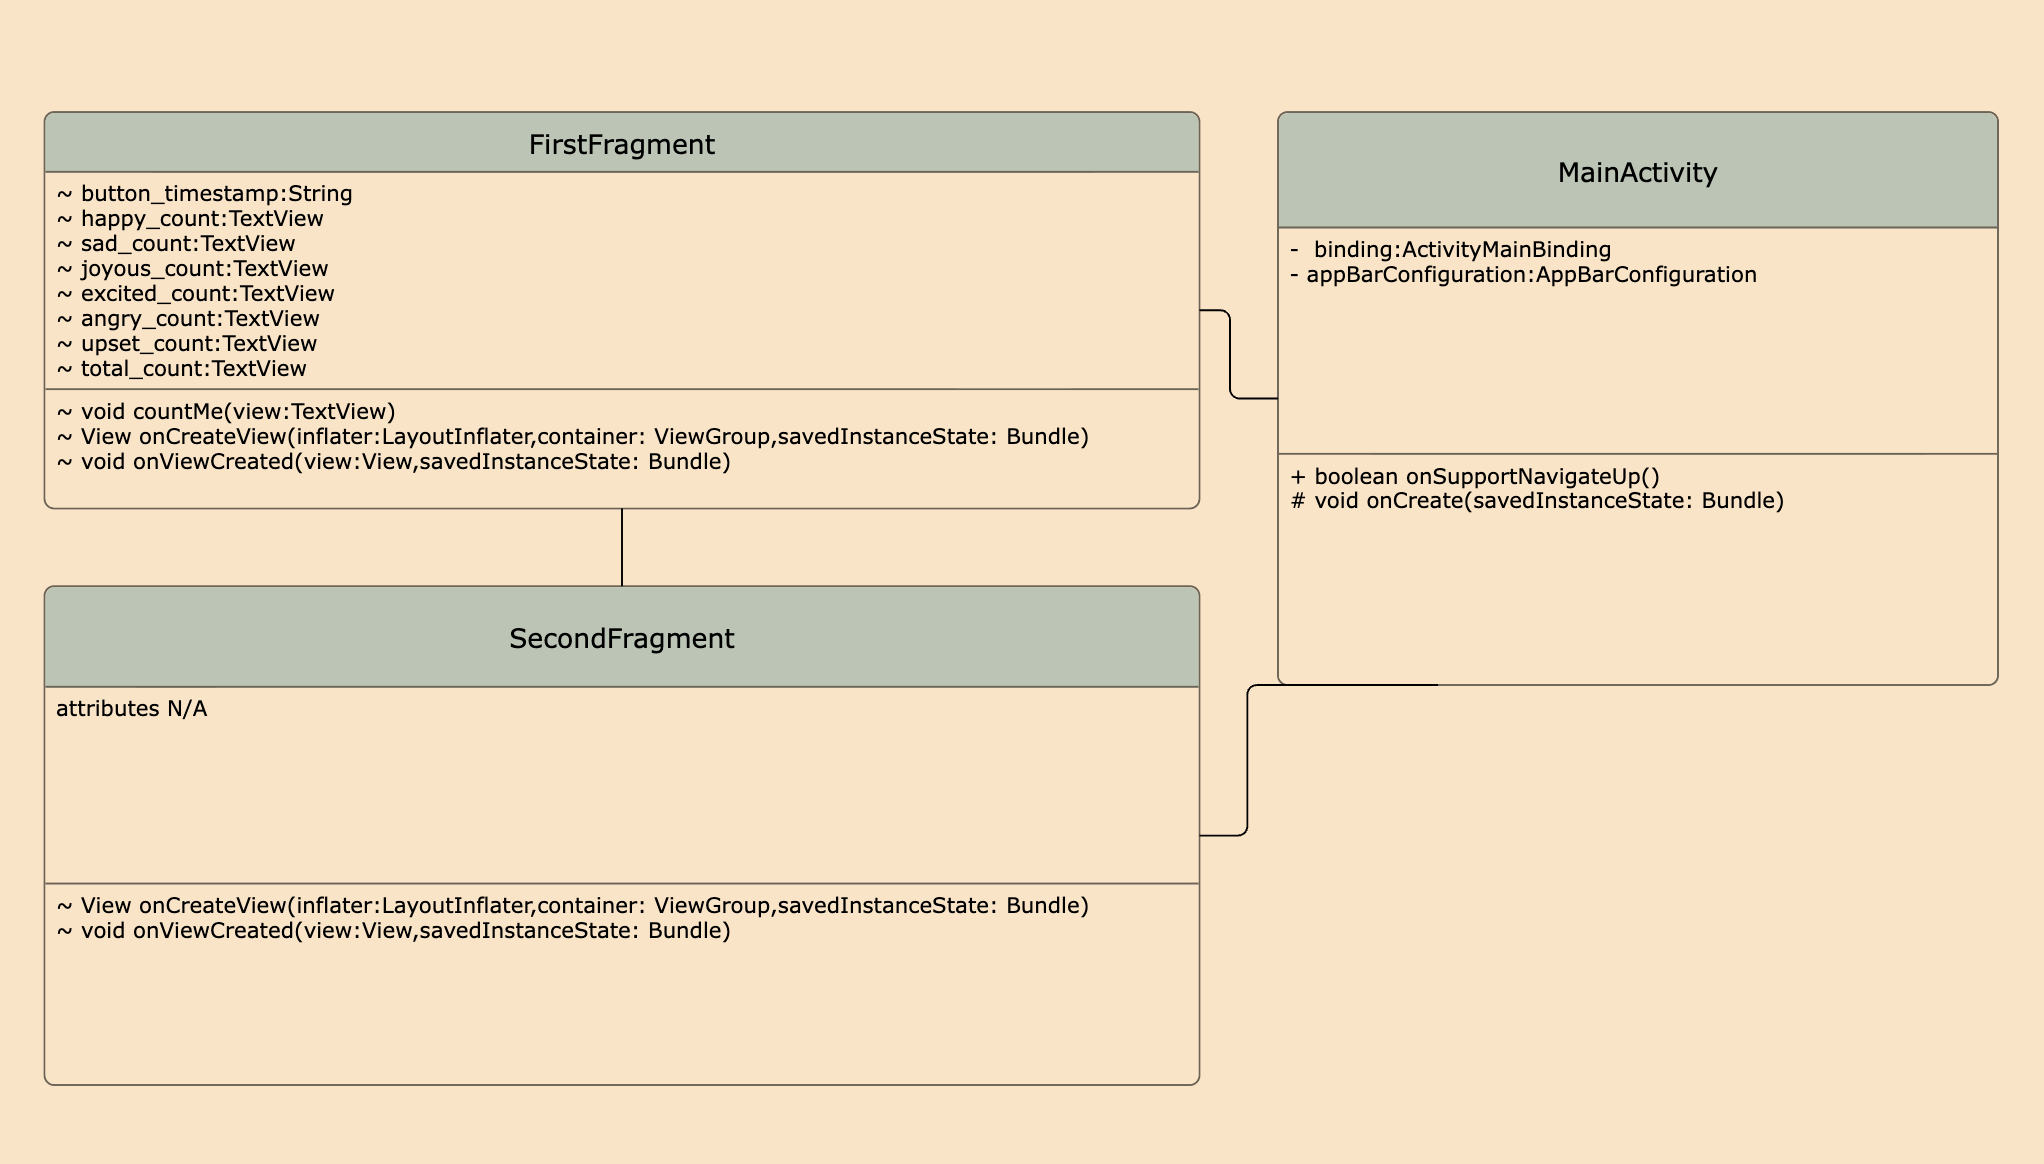 FirstFragment
~ button_timestamp:String
~ happy_count:TextView
~ sad_count:TextView
~ joyous_count:TextView
~ excited_count:TextView
~ angry_count:TextView
~ upset_count:TextView
~ total_count:TextView
~ void countMe(view:TextView)
~ View onCreateView(inflater:LayoutInflater,container: ViewGroup,savedInstanceState: Bundle)
~ void onViewCreated(view:View,savedInstanceState: Bundle)
MainActivity
-  binding:ActivityMainBinding
- appBarConfiguration:AppBarConfiguration
+ boolean onSupportNavigateUp()
# void onCreate(savedInstanceState: Bundle)
SecondFragment
attributes N/A
~ View onCreateView(inflater:LayoutInflater,container: ViewGroup,savedInstanceState: Bundle)
~ void onViewCreated(view:View,savedInstanceState: Bundle)